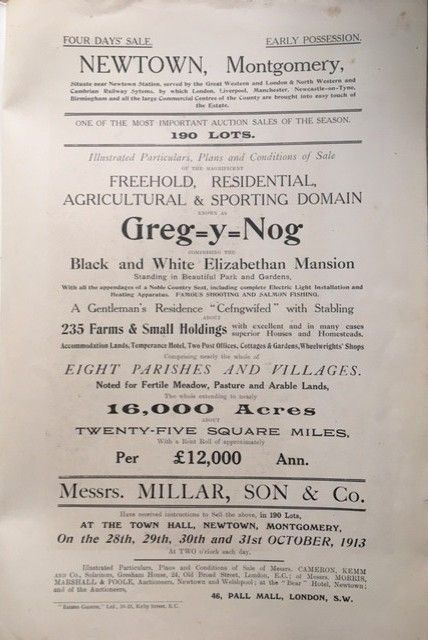 FOUR DAYS' SALE. EARLY POSSESSION.
NEWTOWN, Montgomery,
Situate near Newtown Station, served by the Great Western and London & North Western and
Cambrian Railway Sytems, by which London, Liverpool, Manchester, Newcastle-on-Tyne,
Birmingham and all the large Commercial Centres of the County are brought into easy touch of
the Estate.
ONE OF THE MOST IMPORTANT AUCTION SALES OF THE SEASON.
190 LOTS.
Illustrated Particulars, Plans and Conditions of Sale
OF THE MAGNIFICENT
FREEHOLD, RESIDENTIAL,
AGRICULTURAL & SPORTING DOMAIN
KNOWN AS
Greg=y=Nog
COMPRISING THE
Black and White Elizabethan Mansion
Standing in Beautiful Park and Gardens,
With all the appendages of a Noble Country Seat, including complete Electric Light Installation and
Heating Apparatus. FAMOUS SHOOTING AND SALMON FISHING.
A Gentleman's Residence "Cefngwifed" with Stabling
ABOUT
235 Farms & Small Holdings with excellent and in many cases
superior Houses and Homesteads.
Accommodation Lands, Temperance Hotel, Two Post Offices, Cottages & Gardens, Wheelwrights' Shops
Comprising nearly the whole of
EIGHT PARISHES AND VILLAGES.
Noted for Fertile Meadow, Pasture and Arable Lands,
The whole extending to nearly
16,000 Acres
ABOUT
TWENTY-FIVE SQUARE MILES,
With a Rent Roll of approximately
Per £12,000 Ann.
Messrs. MILLAR, SON & Co.
Have received instructions to Sell the above, in 190 Lots,
AT THE TOWN HALL, NEWTOWN, MONTGOMERY,
On the 28th, 29th, 30th and 31st OCTOBER, 1913
At TWO o'clock each day.
Illustrated Particulars, Plans and Conditions of Sale of Messrs. CAMERON, KEMM
AND CO., Solicitors, Gresham House, 24, Old Broad Street, London, E.C.; of Messrs. MORRIS,
MARSHALL & POOLE, Auctioneers, Newtown and Welshpool; at the "Bear" Hotel, Newtown;
and of the Auctioneers,
46, PALL MALL, LONDON, S.W.
"Estates Gazette," Ltd., Kirby Street, E.C.